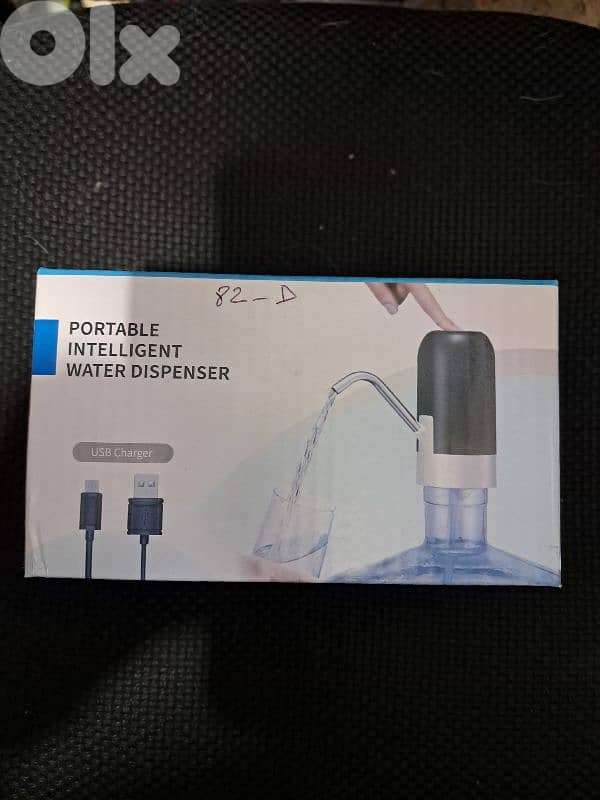 Olx
82-D
PORTABLE
INTELLIGENT
WATER DISPENSER
USB Charger